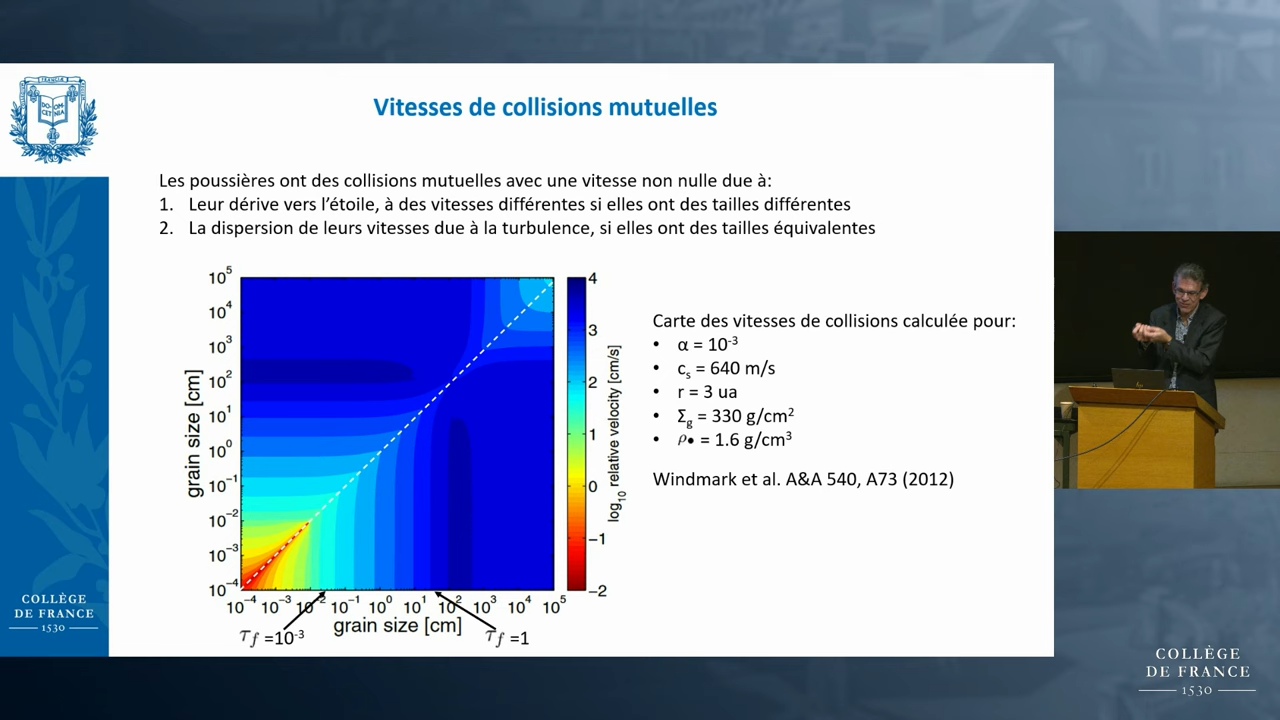 Vitesses de collisions mutuelles
Les poussières ont des collisions mutuelles avec une vitesse non nulle due à:
1. Leur dérive vers l'étoile, à des vitesses différentes si elles ont des tailles différentes
2. La dispersion de leurs vitesses due à la turbulence, si elles ont des tailles équivalentes
10⁵
10⁴
10³
10²
10¹
10⁰
10⁻¹
10⁻²
10⁻³
10⁻⁴
grain size [cm]
10⁻⁴ 10⁻³ 10⁻² 10⁻¹ 10⁰ 10¹ 10² 10³ 10⁴ 10⁵
grain size [cm]
τf =10⁻³
τf =1
4
3
2
1
0
−1
−2
log₁₀ relative velocity [cm/s]
Carte des vitesses de collisions calculée pour:
• α = 10⁻³
• cₛ = 640 m/s
• r = 3 ua
• Σg = 330 g/cm²
• ρ• = 1.6 g/cm³
Windmark et al. A&A 540, A73 (2012)
COLLÈGE
DE FRANCE
1530
COLLÈGE
DE FRANCE
1530